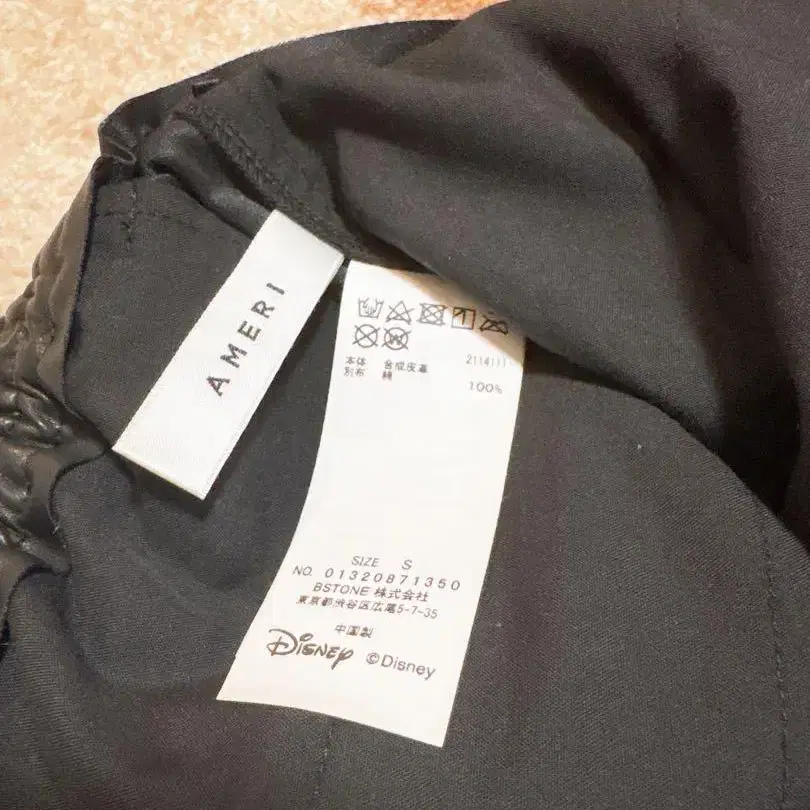 AMERI
本体 合成皮革 2114111
別布 綿 100%
SIZE S
NO. 01320871350
BSTONE 株式会社
東京都渋谷区広尾5-7-35
中国製
Disney ©Disney